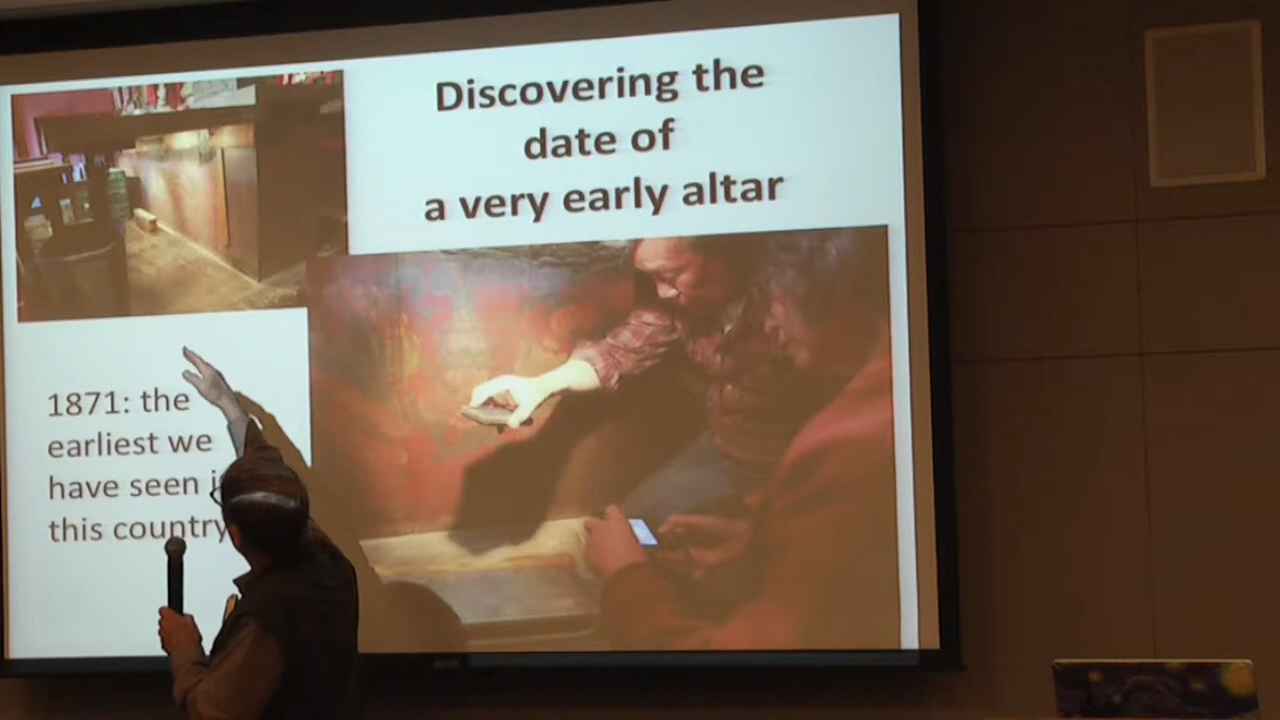 Discovering the
date of
a very early altar
1871: the
earliest we
have seen
this country